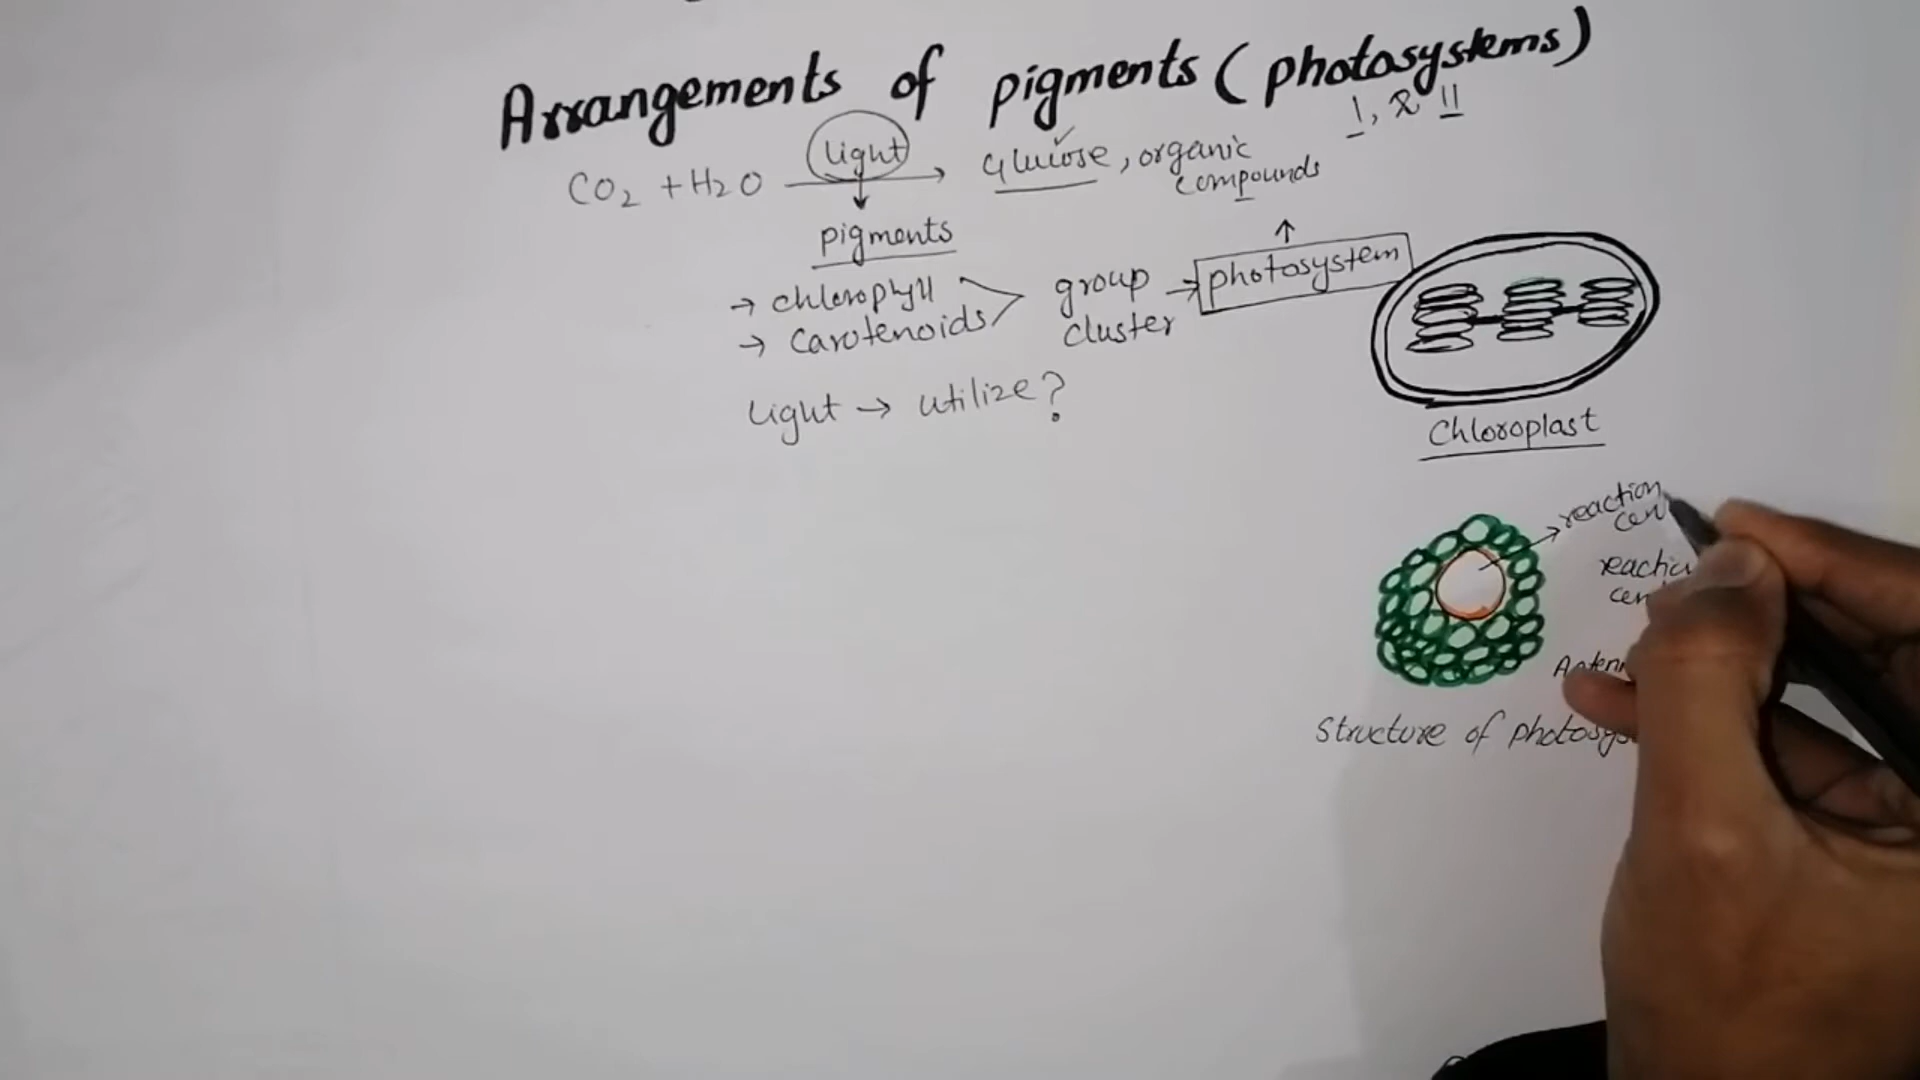 Arrangements of pigments (photosystems)
I, & II
CO2 + H2O light → Glucose, organic
compounds
pigments
→ chlorophyll
→ carotenoids
group
cluster
→ photosystem
light → utilize?
Chloroplast
reaction
cen
Structure of